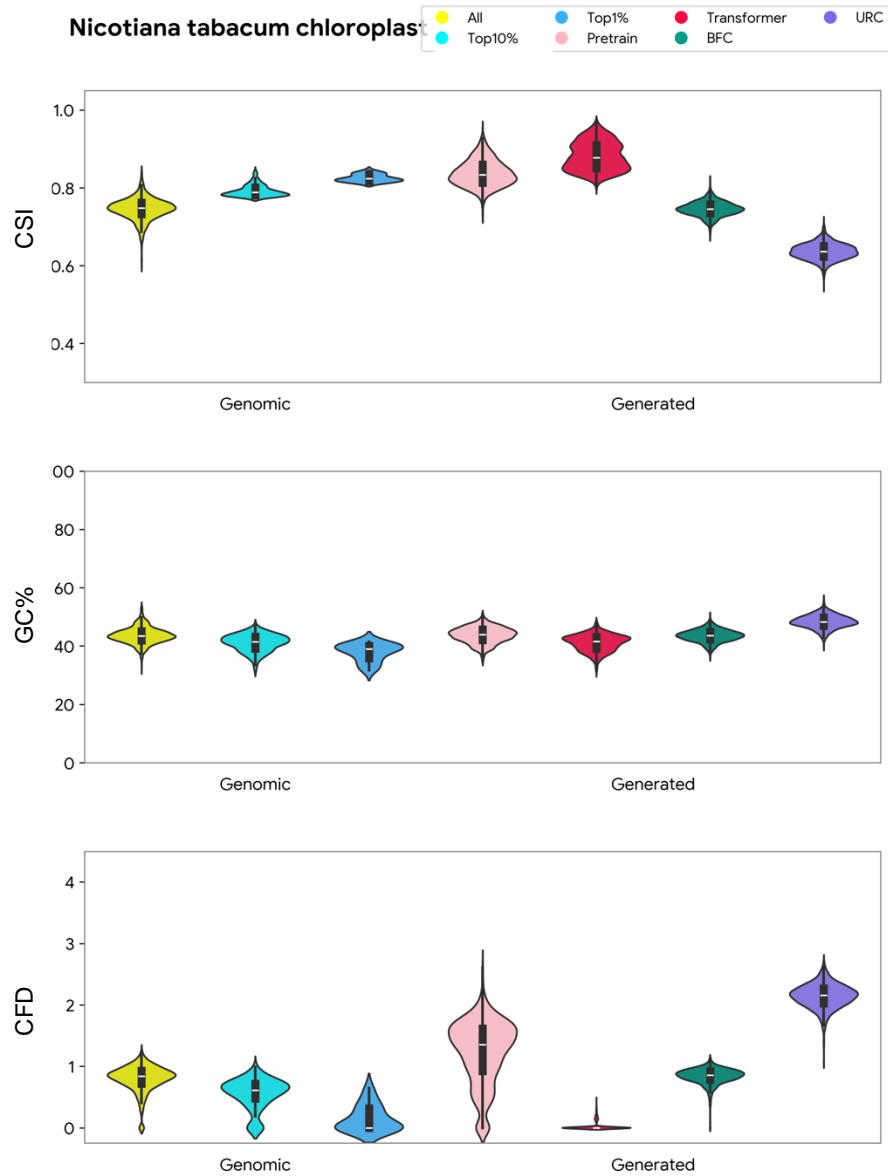 Nicotiana tabacum chloroplast
All Top1% Transformer URC
Top10% Pretrain BFC
CSI
1.0
0.8
0.6
0.4
Genomic Generated
GC%
00
80
60
40
20
0
Genomic Generated
CFD
4
3
2
1
0
Genomic Generated